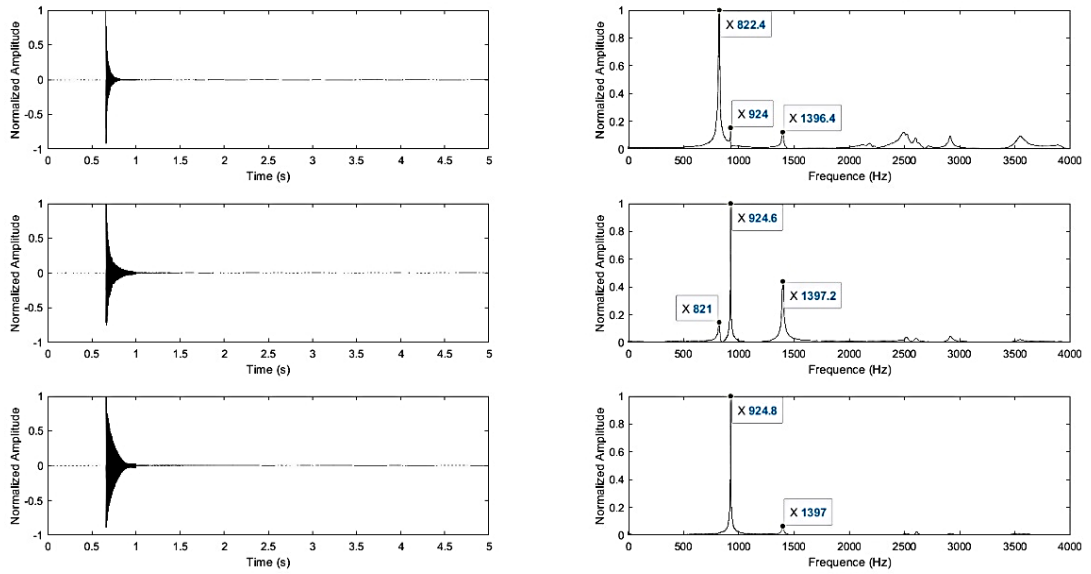 Normalized Amplitude
1
0.5
0
-0.5
-1
0 0.5 1 1.5 2 2.5 3 3.5 4 4.5 5
Time (s)
Normalized Amplitude
1
0.8
0.6
0.4
0.2
0
X 822.4
X 924
X 1396.4
0 500 1000 1500 2000 2500 3000 3500 4000
Frequence (Hz)
Normalized Amplitude
1
0.5
0
-0.5
-1
0 0.5 1 1.5 2 2.5 3 3.5 4 4.5 5
Time (s)
Normalized Amplitude
1
0.8
0.6
0.4
0.2
0
X 924.6
X 1397.2
X 821
0 500 1000 1500 2000 2500 3000 3500 4000
Frequence (Hz)
Normalized Amplitude
1
0.5
0
-0.5
-1
0 0.5 1 1.5 2 2.5 3 3.5 4 4.5 5
Time (s)
Normalized Amplitude
1
0.8
0.6
0.4
0.2
0
X 924.8
X 1397
0 500 1000 1500 2000 2500 3000 3500 4000
Frequence (Hz)